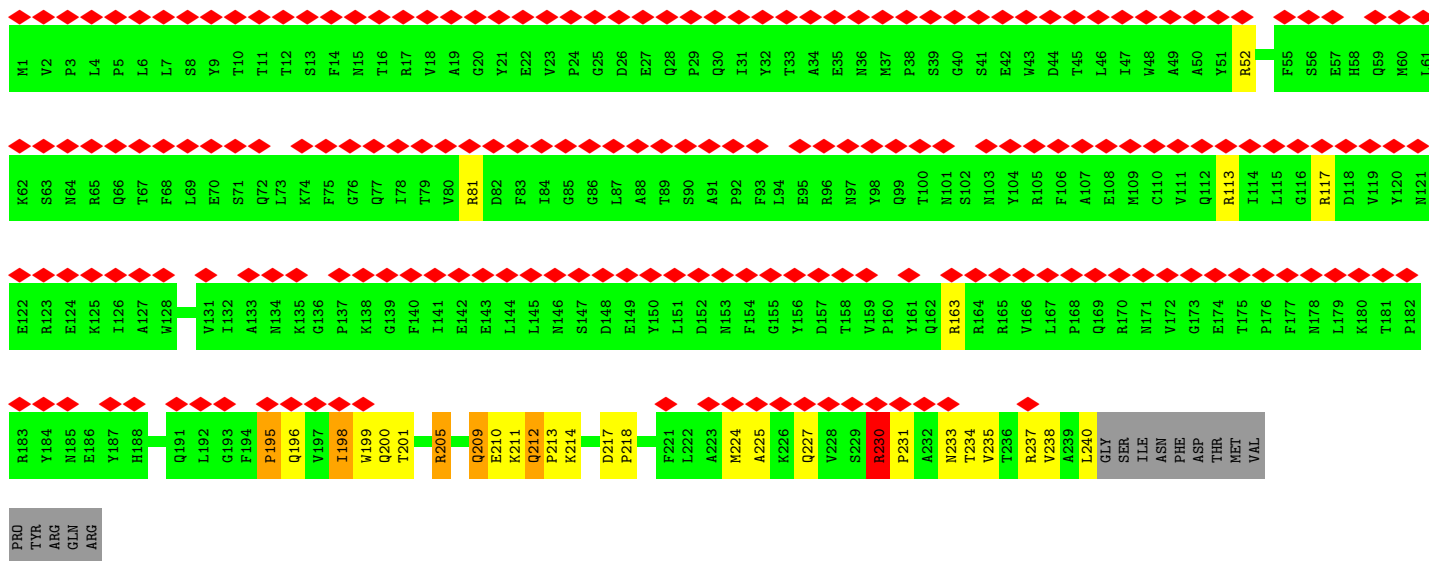 M1 V2 P3 L4 P5 L6 L7 S8 Y9 T10 T11 T12 S13 F14 N15 T16 R17 V18 A19 G20 Y21 E22 V23 P24 G25 D26 E27 Q28 P29 Q30 I31 Y32 T33 A34 E35 N36 M37 P38 S39 G40 S41 E42 W43 D44 T45 L46 I47 W48 A49 A50 Y51 R52 F55 S56 E57 H58 Q59 M60 L61
K62 S63 N64 R65 Q66 T67 F68 L69 E70 S71 Q72 L73 K74 F75 G76 Q77 I78 T79 V80 R81 D82 F83 I84 G85 G86 L87 A88 T89 S90 A91 P92 F93 L94 E95 R96 N97 Y98 Q99 T100 N101 S102 N103 Y104 R105 F106 A107 E108 M109 C110 V111 Q112 R113 I114 L115 G116 R117 D118 V119 Y120 N121
E122 R123 E124 K125 I126 A127 W128 V131 I132 A133 N134 K135 G136 P137 K138 G139 F140 I141 E142 E143 L144 L145 N146 S147 D148 E149 Y150 L151 D152 N153 F154 G155 Y156 D157 T158 V159 P160 Y161 Q162 R163 R164 R165 V166 L167 P168 Q169 R170 N171 V172 G173 E174 T175 P176 F177 N178 L179 K180 T181 P182
R183 Y184 N185 E186 Y187 H188 Q191 L192 G193 F194 P195 Q196 V197 I198 W199 Q200 T201 R205 Q209 E210 K211 Q212 P213 K214 D217 P218 F221 L222 A223 M224 A225 K226 Q227 V228 S229 R230 P231 A232 N233 T234 V235 T236 R237 V238 A239 L240 GLY SER ILE ASN PHE ASP THR MET VAL
PRO TYR ARG GLN ARG